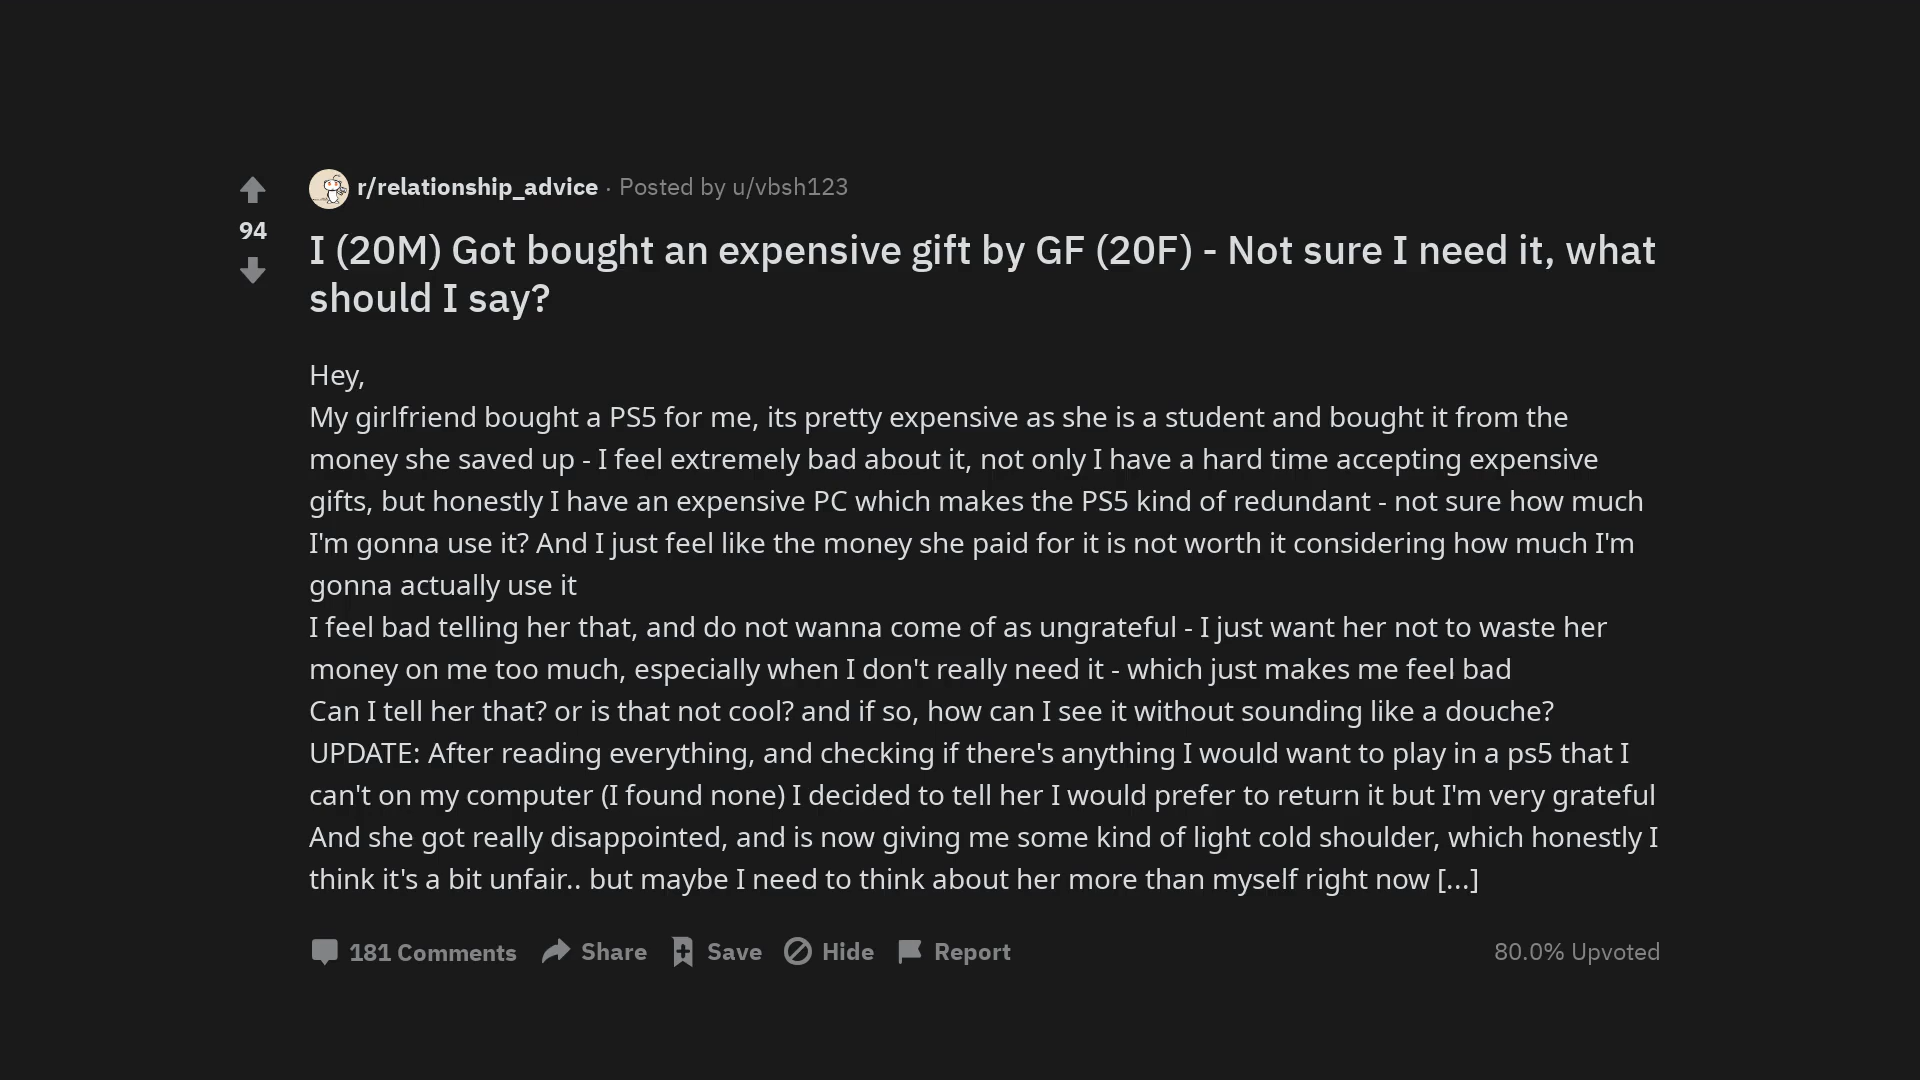 r/relationship_advice · Posted by u/vbsh123
94
I (20M) Got bought an expensive gift by GF (20F) - Not sure I need it, what
should I say?
Hey,
My girlfriend bought a PS5 for me, its pretty expensive as she is a student and bought it from the
money she saved up - I feel extremely bad about it, not only I have a hard time accepting expensive
gifts, but honestly I have an expensive PC which makes the PS5 kind of redundant - not sure how much
I'm gonna use it? And I just feel like the money she paid for it is not worth it considering how much I'm
gonna actually use it
I feel bad telling her that, and do not wanna come of as ungrateful - I just want her not to waste her
money on me too much, especially when I don't really need it - which just makes me feel bad
Can I tell her that? or is that not cool? and if so, how can I see it without sounding like a douche?
UPDATE: After reading everything, and checking if there's anything I would want to play in a ps5 that I
can't on my computer (I found none) I decided to tell her I would prefer to return it but I'm very grateful
And she got really disappointed, and is now giving me some kind of light cold shoulder, which honestly I
think it's a bit unfair.. but maybe I need to think about her more than myself right now [...]
181 Comments Share Save Hide Report 80.0% Upvoted